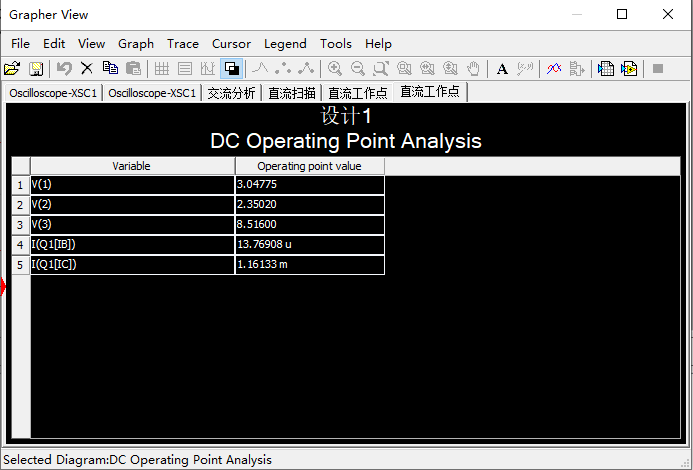 Grapher View
File Edit View Graph Trace Cursor Legend Tools Help
Oscilloscope-XSC1 Oscilloscope-XSC1 交流分析 直流扫描 直流工作点 直流工作点
设计1
DC Operating Point Analysis
Variable Operating point value
1 V(1) 3.04775
2 V(2) 2.35020
3 V(3) 8.51600
4 I(Q1[IB]) 13.76908 u
5 I(Q1[IC]) 1.16133 m
Selected Diagram:DC Operating Point Analysis